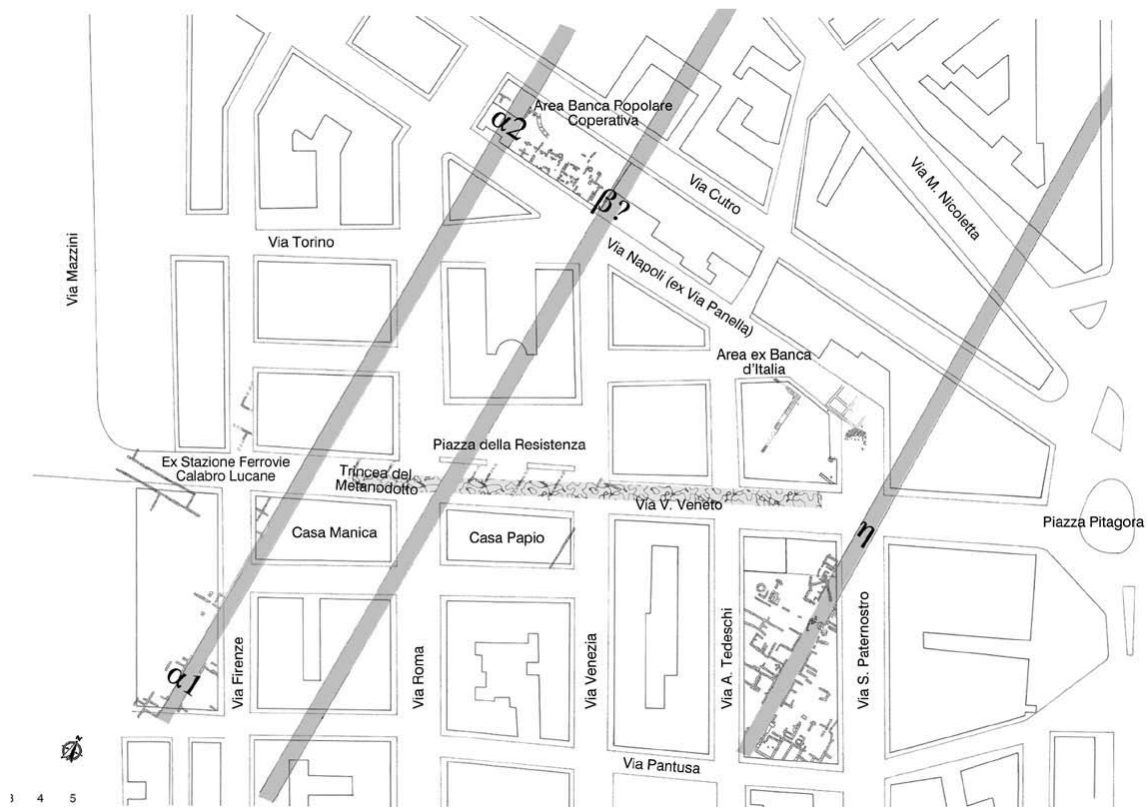 Area Banca Popolare
Coperativa
α2
β?
Via Cutro
Via M. Nicoletta
Via Torino
Via Mazzini
Via Napoli (ex Via Panella)
Area ex Banca
d'Italia
Piazza della Resistenza
Ex Stazione Ferrovie
Calabro Lucane
Trincea del
Metanodotto
Via V. Veneto
Casa Manica
Casa Papio
η
Piazza Pitagora
α1
Via Firenze
Via Roma
Via Venezia
Via A. Tedeschi
Via S. Paternostro
Via Pantusa
4 5